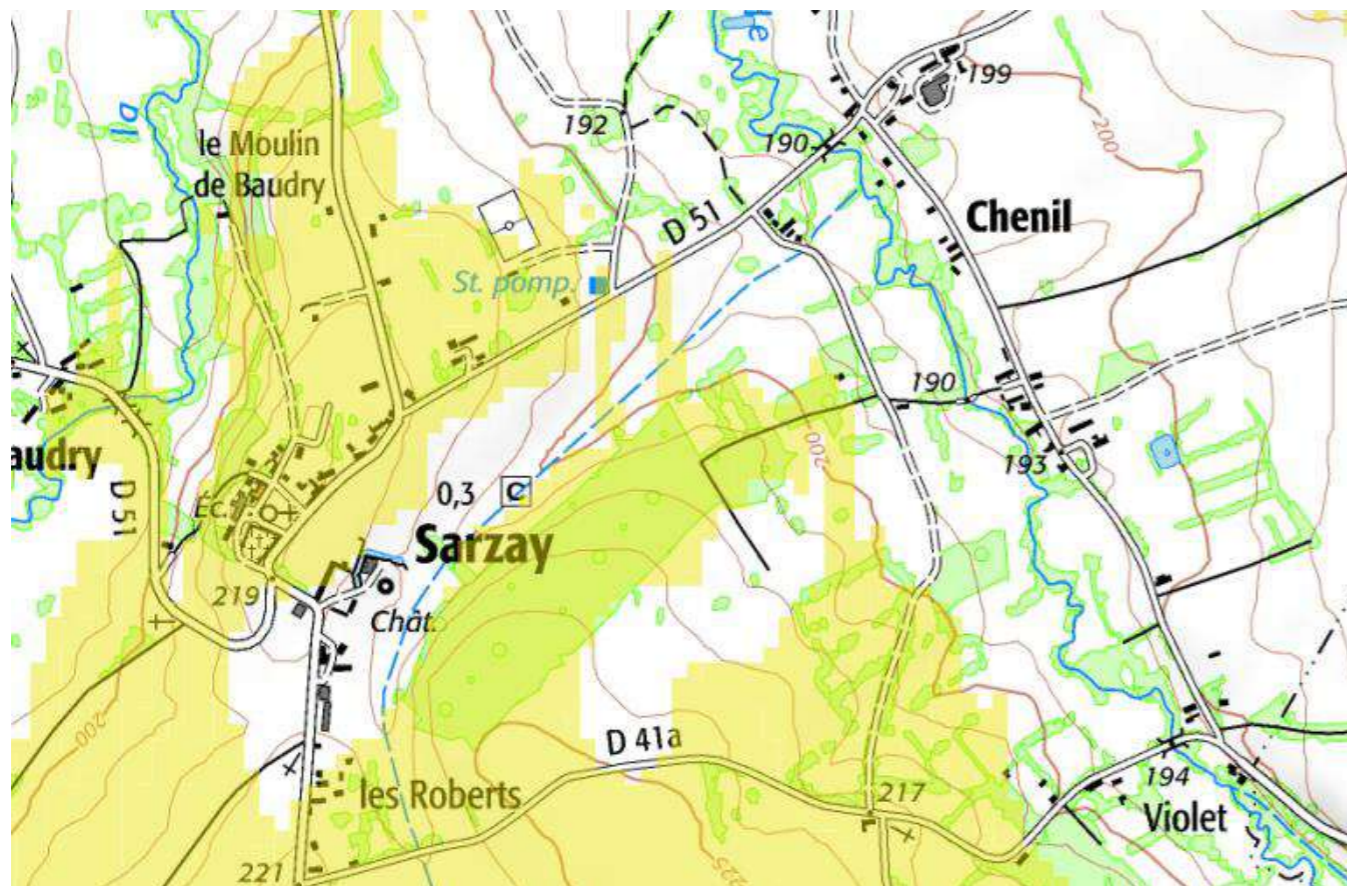 le Moulin
de Baudry
192
190
199
200
D 51
Chenil
St. pomp.
190
audry
D 51
200
193
0,3 C
Éc.
Sarzay
219
Chât.
200
D 41a
les Roberts
217
194
Violet
221
225